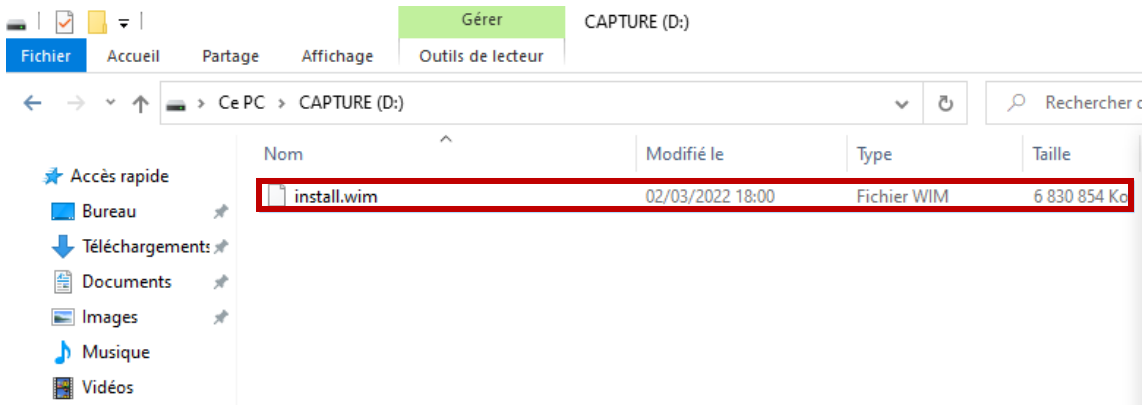 Gérer CAPTURE (D:)
Fichier Accueil Partage Affichage Outils de lecteur
Ce PC CAPTURE (D:) Rechercher
Nom Modifié le Type Taille
Accès rapide
install.wim 02/03/2022 18:00 Fichier WIM 6 830 854 Ko
Bureau
Téléchargements
Documents
Images
Musique
Vidéos